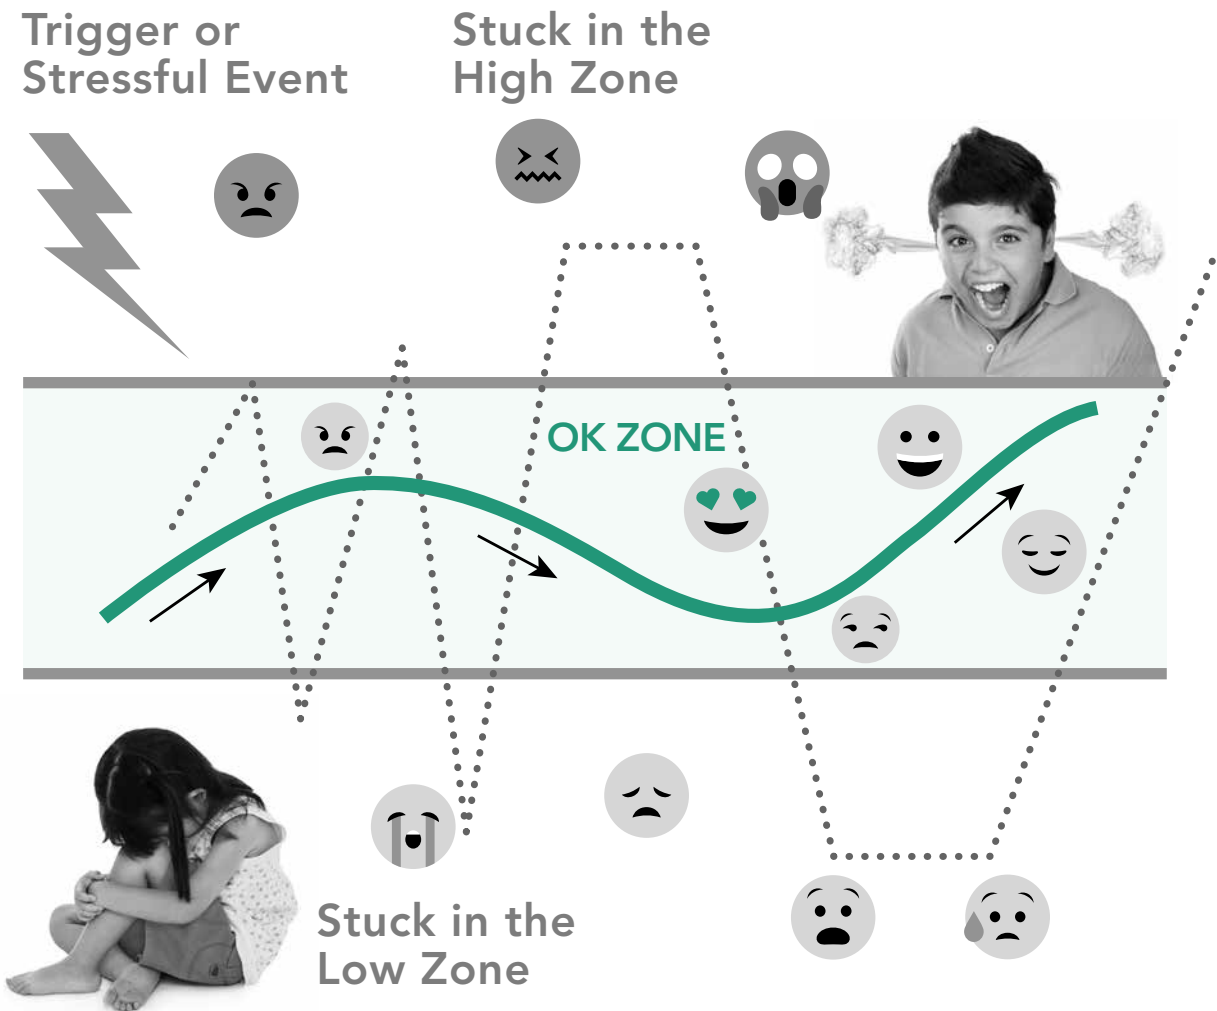 Trigger or
Stressful Event
Stuck in the
High Zone
OK ZONE
Stuck in the
Low Zone